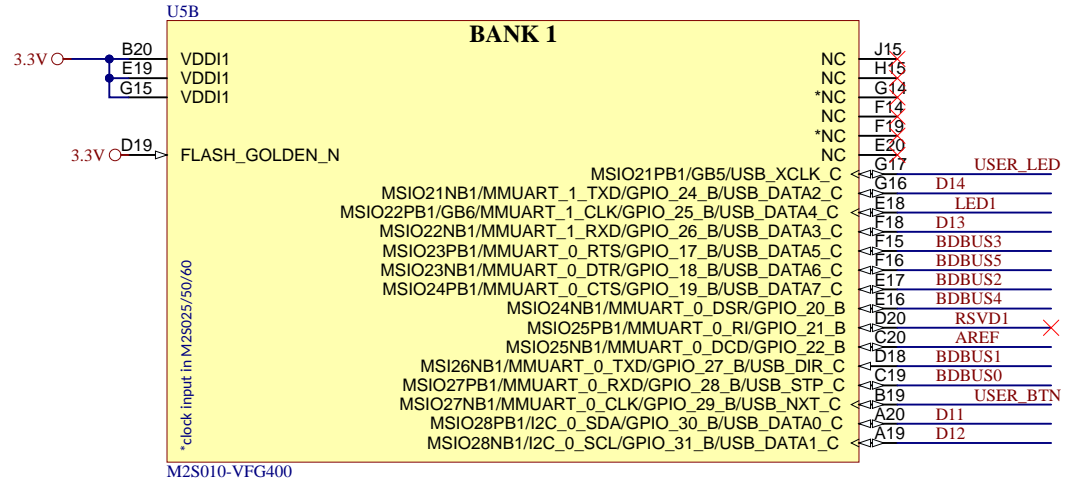 U5B
BANK 1
3.3V B20 VDDI1 NC J15
E19 VDDI1 NC H15
G15 VDDI1 *NC G14
NC F14
*NC F19
3.3V D19 FLASH_GOLDEN_N NC E20
MSIO21PB1/GB5/USB_XCLK_C G17 USER_LED
MSIO21NB1/MMUART_1_TXD/GPIO_24_B/USB_DATA2_C G16 D14
MSIO22PB1/GB6/MMUART_1_CLK/GPIO_25_B/USB_DATA4_C E18 LED1
MSIO22NB1/MMUART_1_RXD/GPIO_26_B/USB_DATA3_C F18 D13
MSIO23PB1/MMUART_0_RTS/GPIO_17_B/USB_DATA5_C F15 BDBUS3
MSIO23NB1/MMUART_0_DTR/GPIO_18_B/USB_DATA6_C F16 BDBUS5
MSIO24PB1/MMUART_0_CTS/GPIO_19_B/USB_DATA7_C E17 BDBUS2
MSIO24NB1/MMUART_0_DSR/GPIO_20_B E16 BDBUS4
MSIO25PB1/MMUART_0_RI/GPIO_21_B D20 RSVD1
MSIO25NB1/MMUART_0_DCD/GPIO_22_B C20 AREF
MSI26NB1/MMUART_0_TXD/GPIO_27_B/USB_DIR_C D18 BDBUS1
MSIO27PB1/MMUART_0_RXD/GPIO_28_B/USB_STP_C C19 BDBUS0
MSIO27NB1/MMUART_0_CLK/GPIO_29_B/USB_NXT_C B19 USER_BTN
MSIO28PB1/I2C_0_SDA/GPIO_30_B/USB_DATA0_C A20 D11
MSIO28NB1/I2C_0_SCL/GPIO_31_B/USB_DATA1_C A19 D12
*clock input in M2S025/50/60
M2S010-VFG400